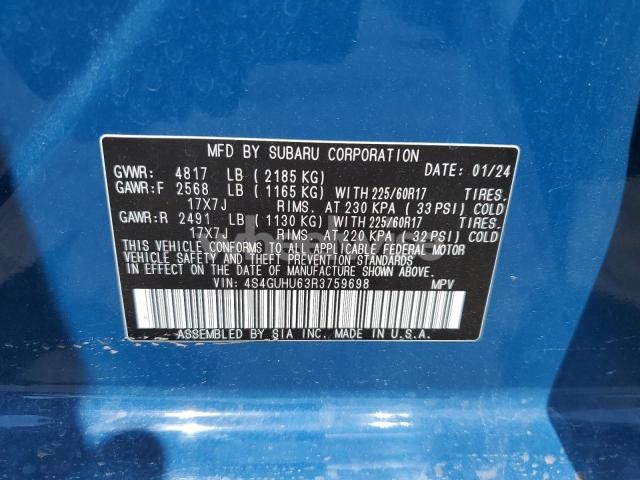 MFD BY SUBARU CORPORATION
GVWR: 4817 LB (2185 KG) DATE: 01/24
GAWR:F 2568 LB (1165 KG) WITH 225/60R17 TIRES.
17X7J RIMS. AT 230 KPA (33 PSI) COLD
GAWR:R 2491 LB (1130 KG) WITH 225/60R17 TIRES.
17X7J RIMS. AT 220 KPA (32 PSI) COLD
THIS VEHICLE CONFORMS TO ALL APPLICABLE FEDERAL MOTOR
VEHICLE SAFETY AND THEFT PREVENTION STANDARDS
IN EFFECT ON THE DATE OF MANUFACTURE SHOWN ABOVE.
VIN: 4S4GUHU63R3759698 MPV
ASSEMBLED BY SIA INC. MADE IN U.S.A.